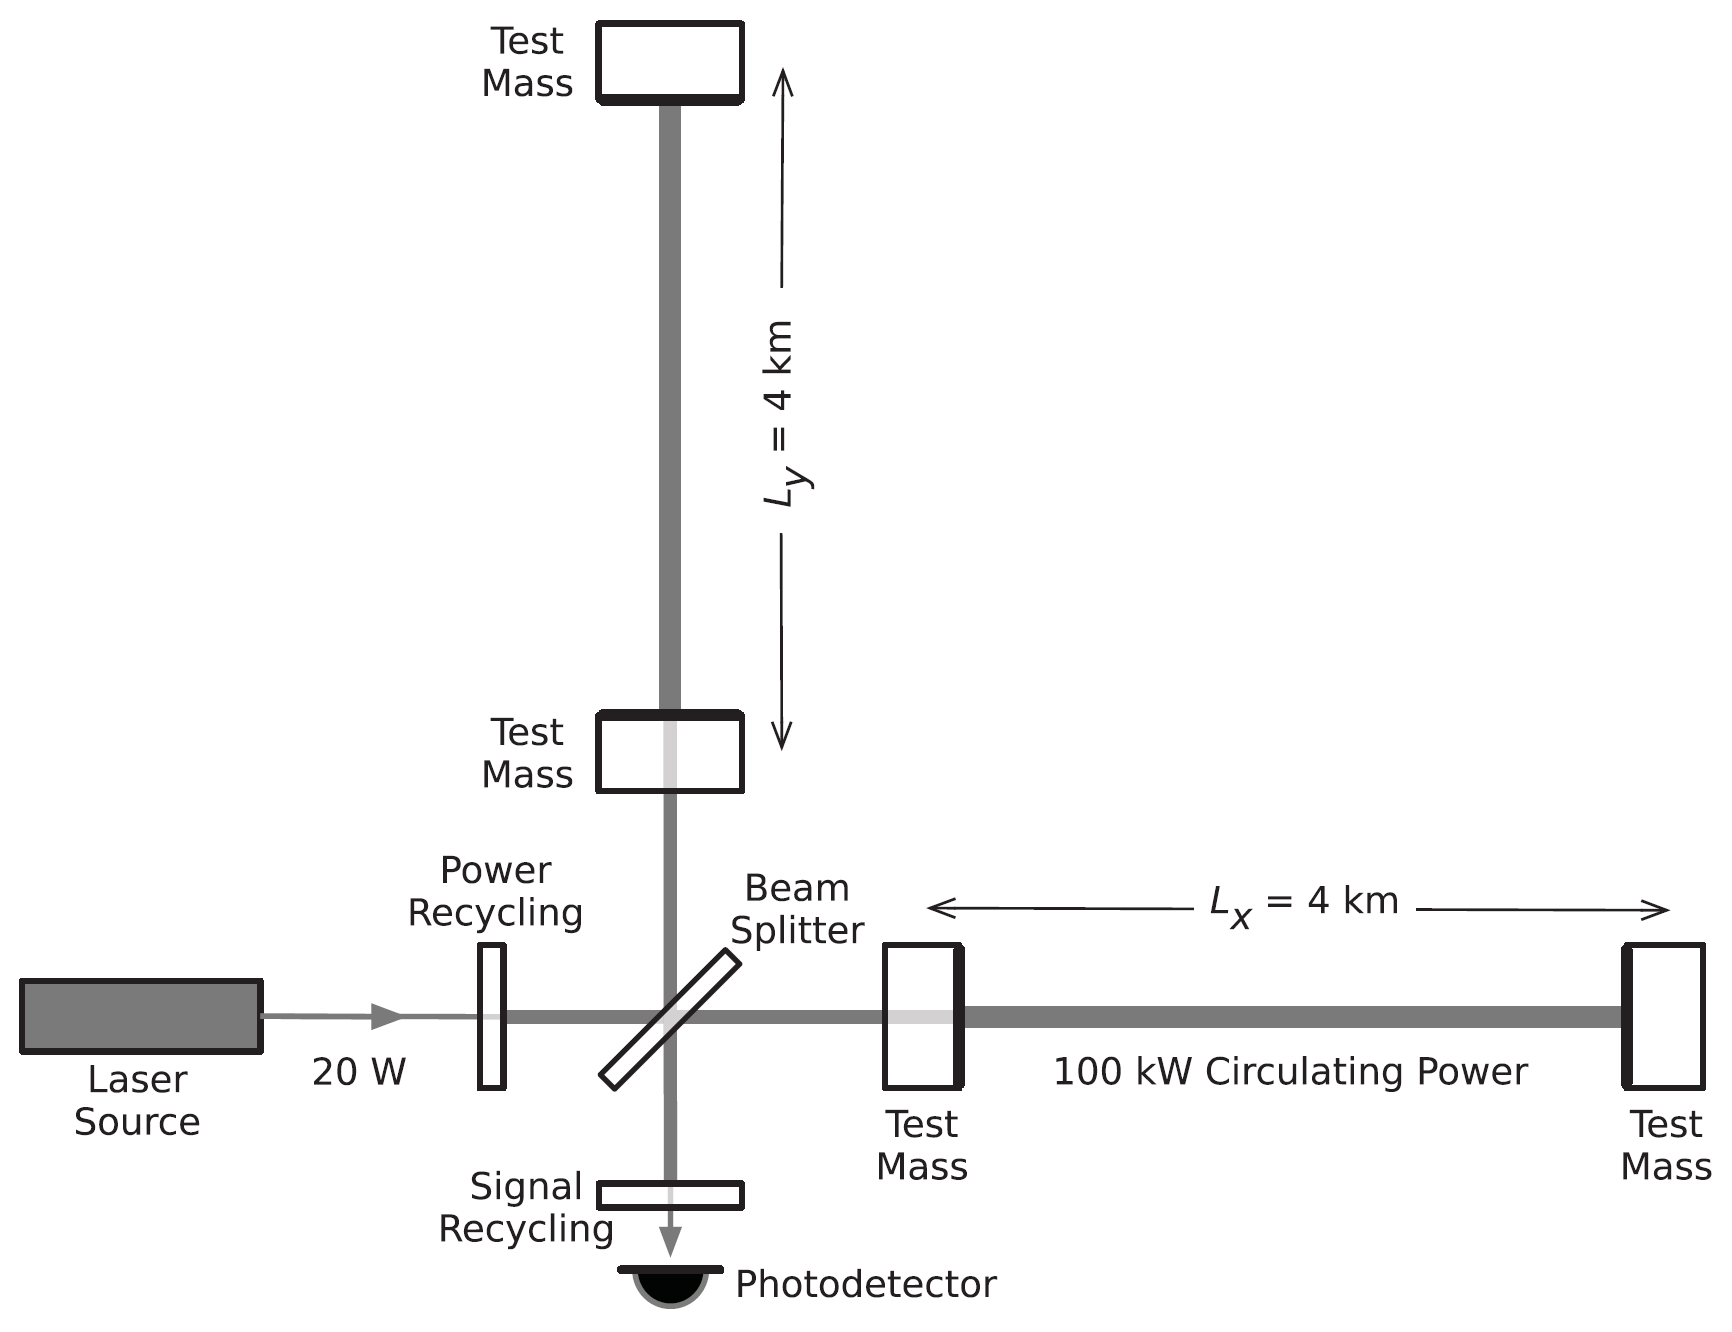 Test
Mass
L_y = 4 km
Test
Mass
Power
Recycling
Beam
Splitter
L_x = 4 km
20 W
100 kW Circulating Power
Laser
Source
Test
Mass
Test
Mass
Signal
Recycling
Photodetector